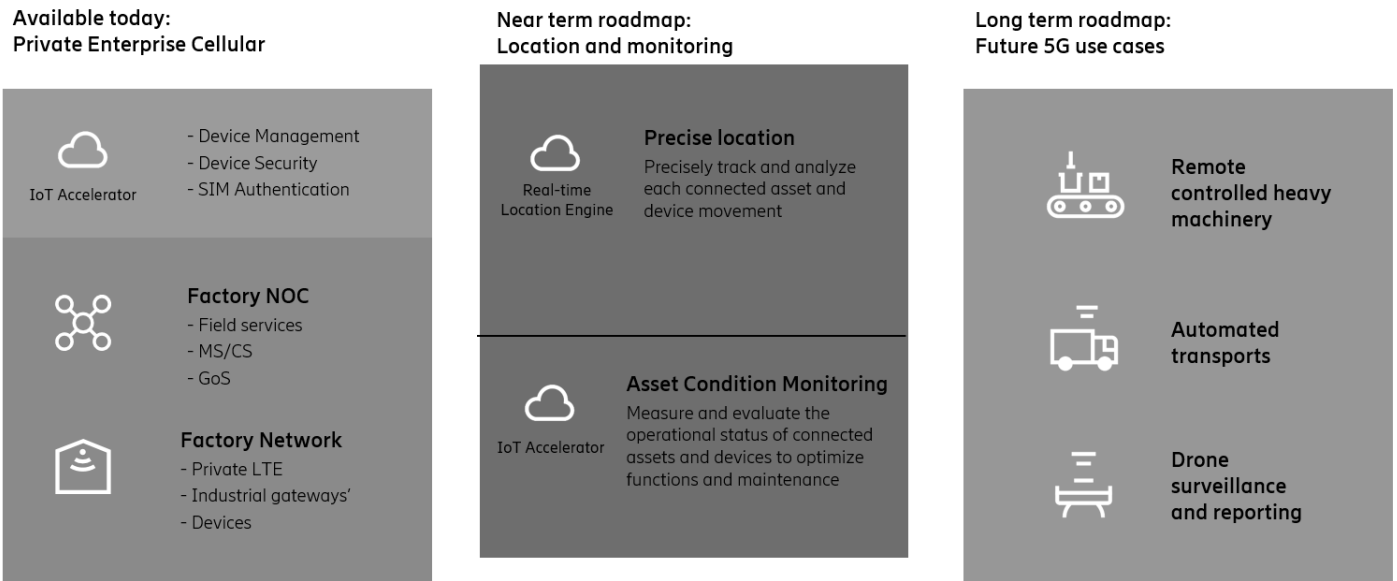 Available today:
Private Enterprise Cellular
IoT Accelerator
- Device Management
- Device Security
- SIM Authentication
Factory NOC
- Field services
- MS/CS
- GoS
Factory Network
- Private LTE
- Industrial gateways’
- Devices
Near term roadmap:
Location and monitoring
Real-time
Location Engine
Precise location
Precisely track and analyze
each connected asset and
device movement
IoT Accelerator
Asset Condition Monitoring
Measure and evaluate the
operational status of connected
assets and devices to optimize
functions and maintenance
Long term roadmap:
Future 5G use cases
Remote
controlled heavy
machinery
Automated
transports
Drone
surveillance
and reporting